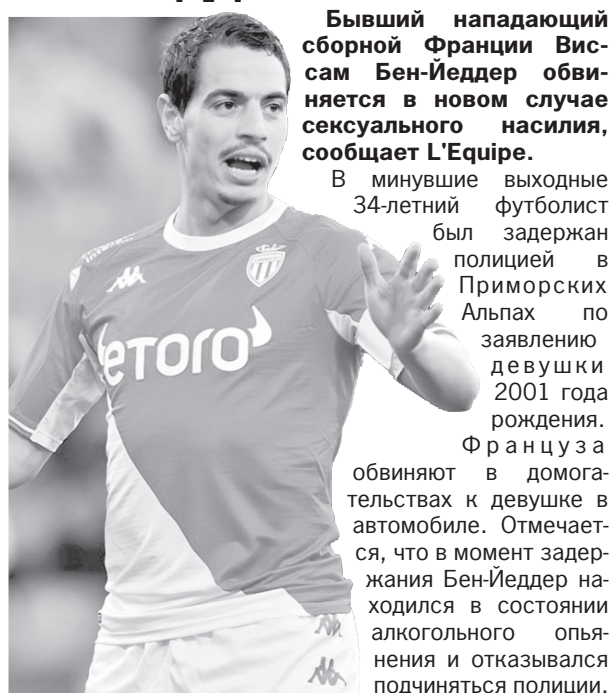 Бывший нападающий
сборной Франции Вис-
сам Бен-Йеддер обви-
няется в новом случае
сексуального насилия,
сообщает L'Equipe.
В минувшие выходные
34-летний футболист
был задержан
полицией в
Приморских
Альпах по
заявлению
девушки
2001 года
рождения.
Француза
обвиняют в домога-
тельствах к девушке в
автомобиле. Отмечает-
ся, что в момент задер-
жания Бен-Йеддер на-
ходился в состоянии
алкогольного опья-
нения и отказывался
подчиняться полиции.
eToro